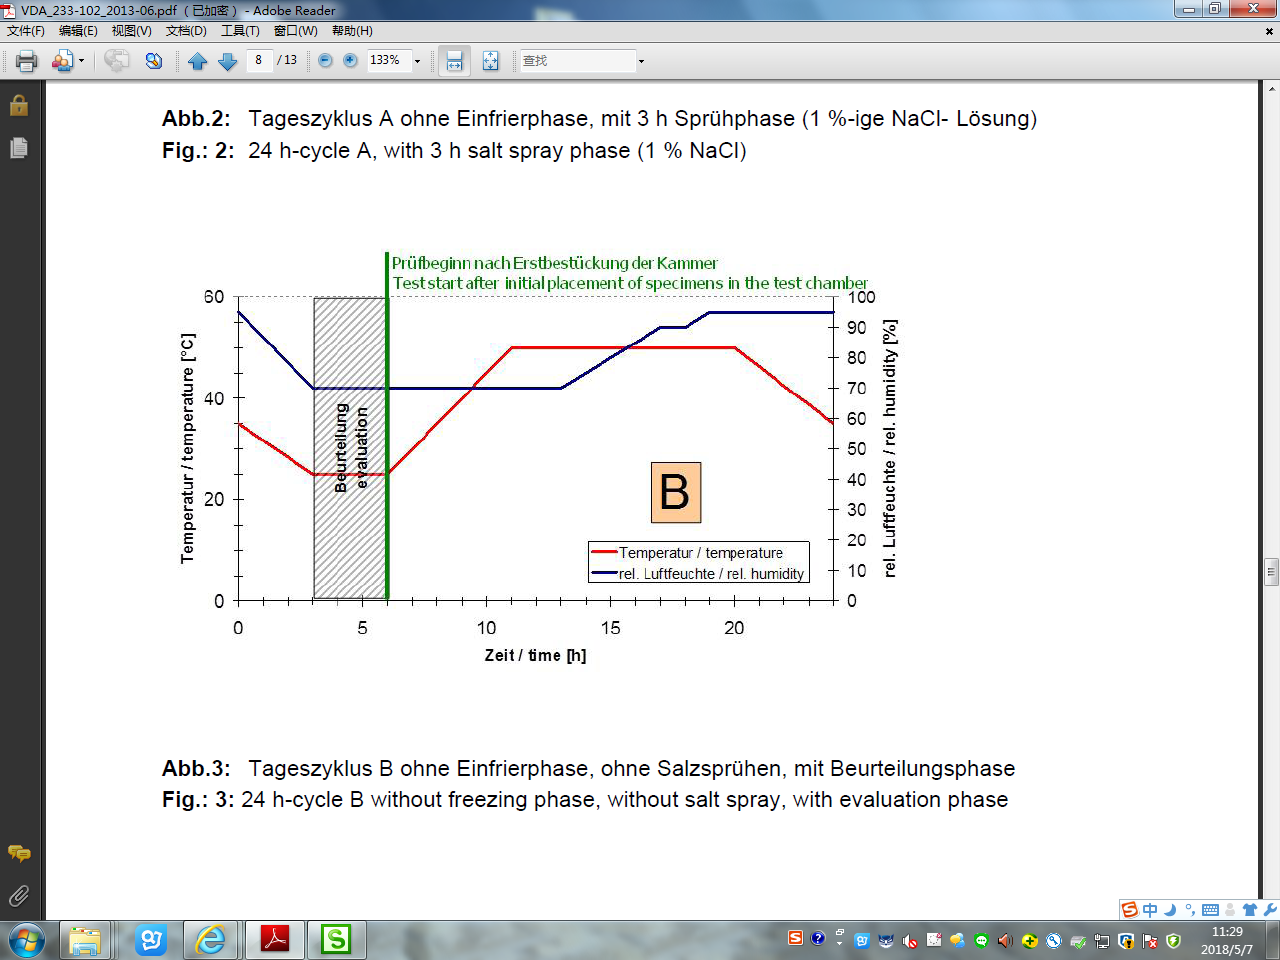 VDA_233-102_2013-06.pdf （已加密） - Adobe Reader
文件(F) 编辑(E) 视图(V) 文档(D) 工具(T) 窗口(W) 帮助(H)
8 / 13 133% 查找
Abb.2: Tageszyklus A ohne Einfrierphase, mit 3 h Sprühphase (1 %-ige NaCl- Lösung)
Fig.: 2: 24 h-cycle A, with 3 h salt spray phase (1 % NaCl)
Prüfbeginn nach Erstbestückung der Kammer
Test start after initial placement of specimens in the test chamber
60
40
20
0
Temperatur / temperature [°C]
100
90
80
70
60
50
40
30
20
10
0
rel. Luftfeuchte / rel. humidity [%]
Beurteilung
evaluation
B
Temperatur / temperature
rel. Luftfeuchte / rel. humidity
0 5 10 15 20
Zeit / time [h]
Abb.3: Tageszyklus B ohne Einfrierphase, ohne Salzsprühen, mit Beurteilungsphase
Fig.: 3: 24 h-cycle B without freezing phase, without salt spray, with evaluation phase
中
11:29
2018/5/7